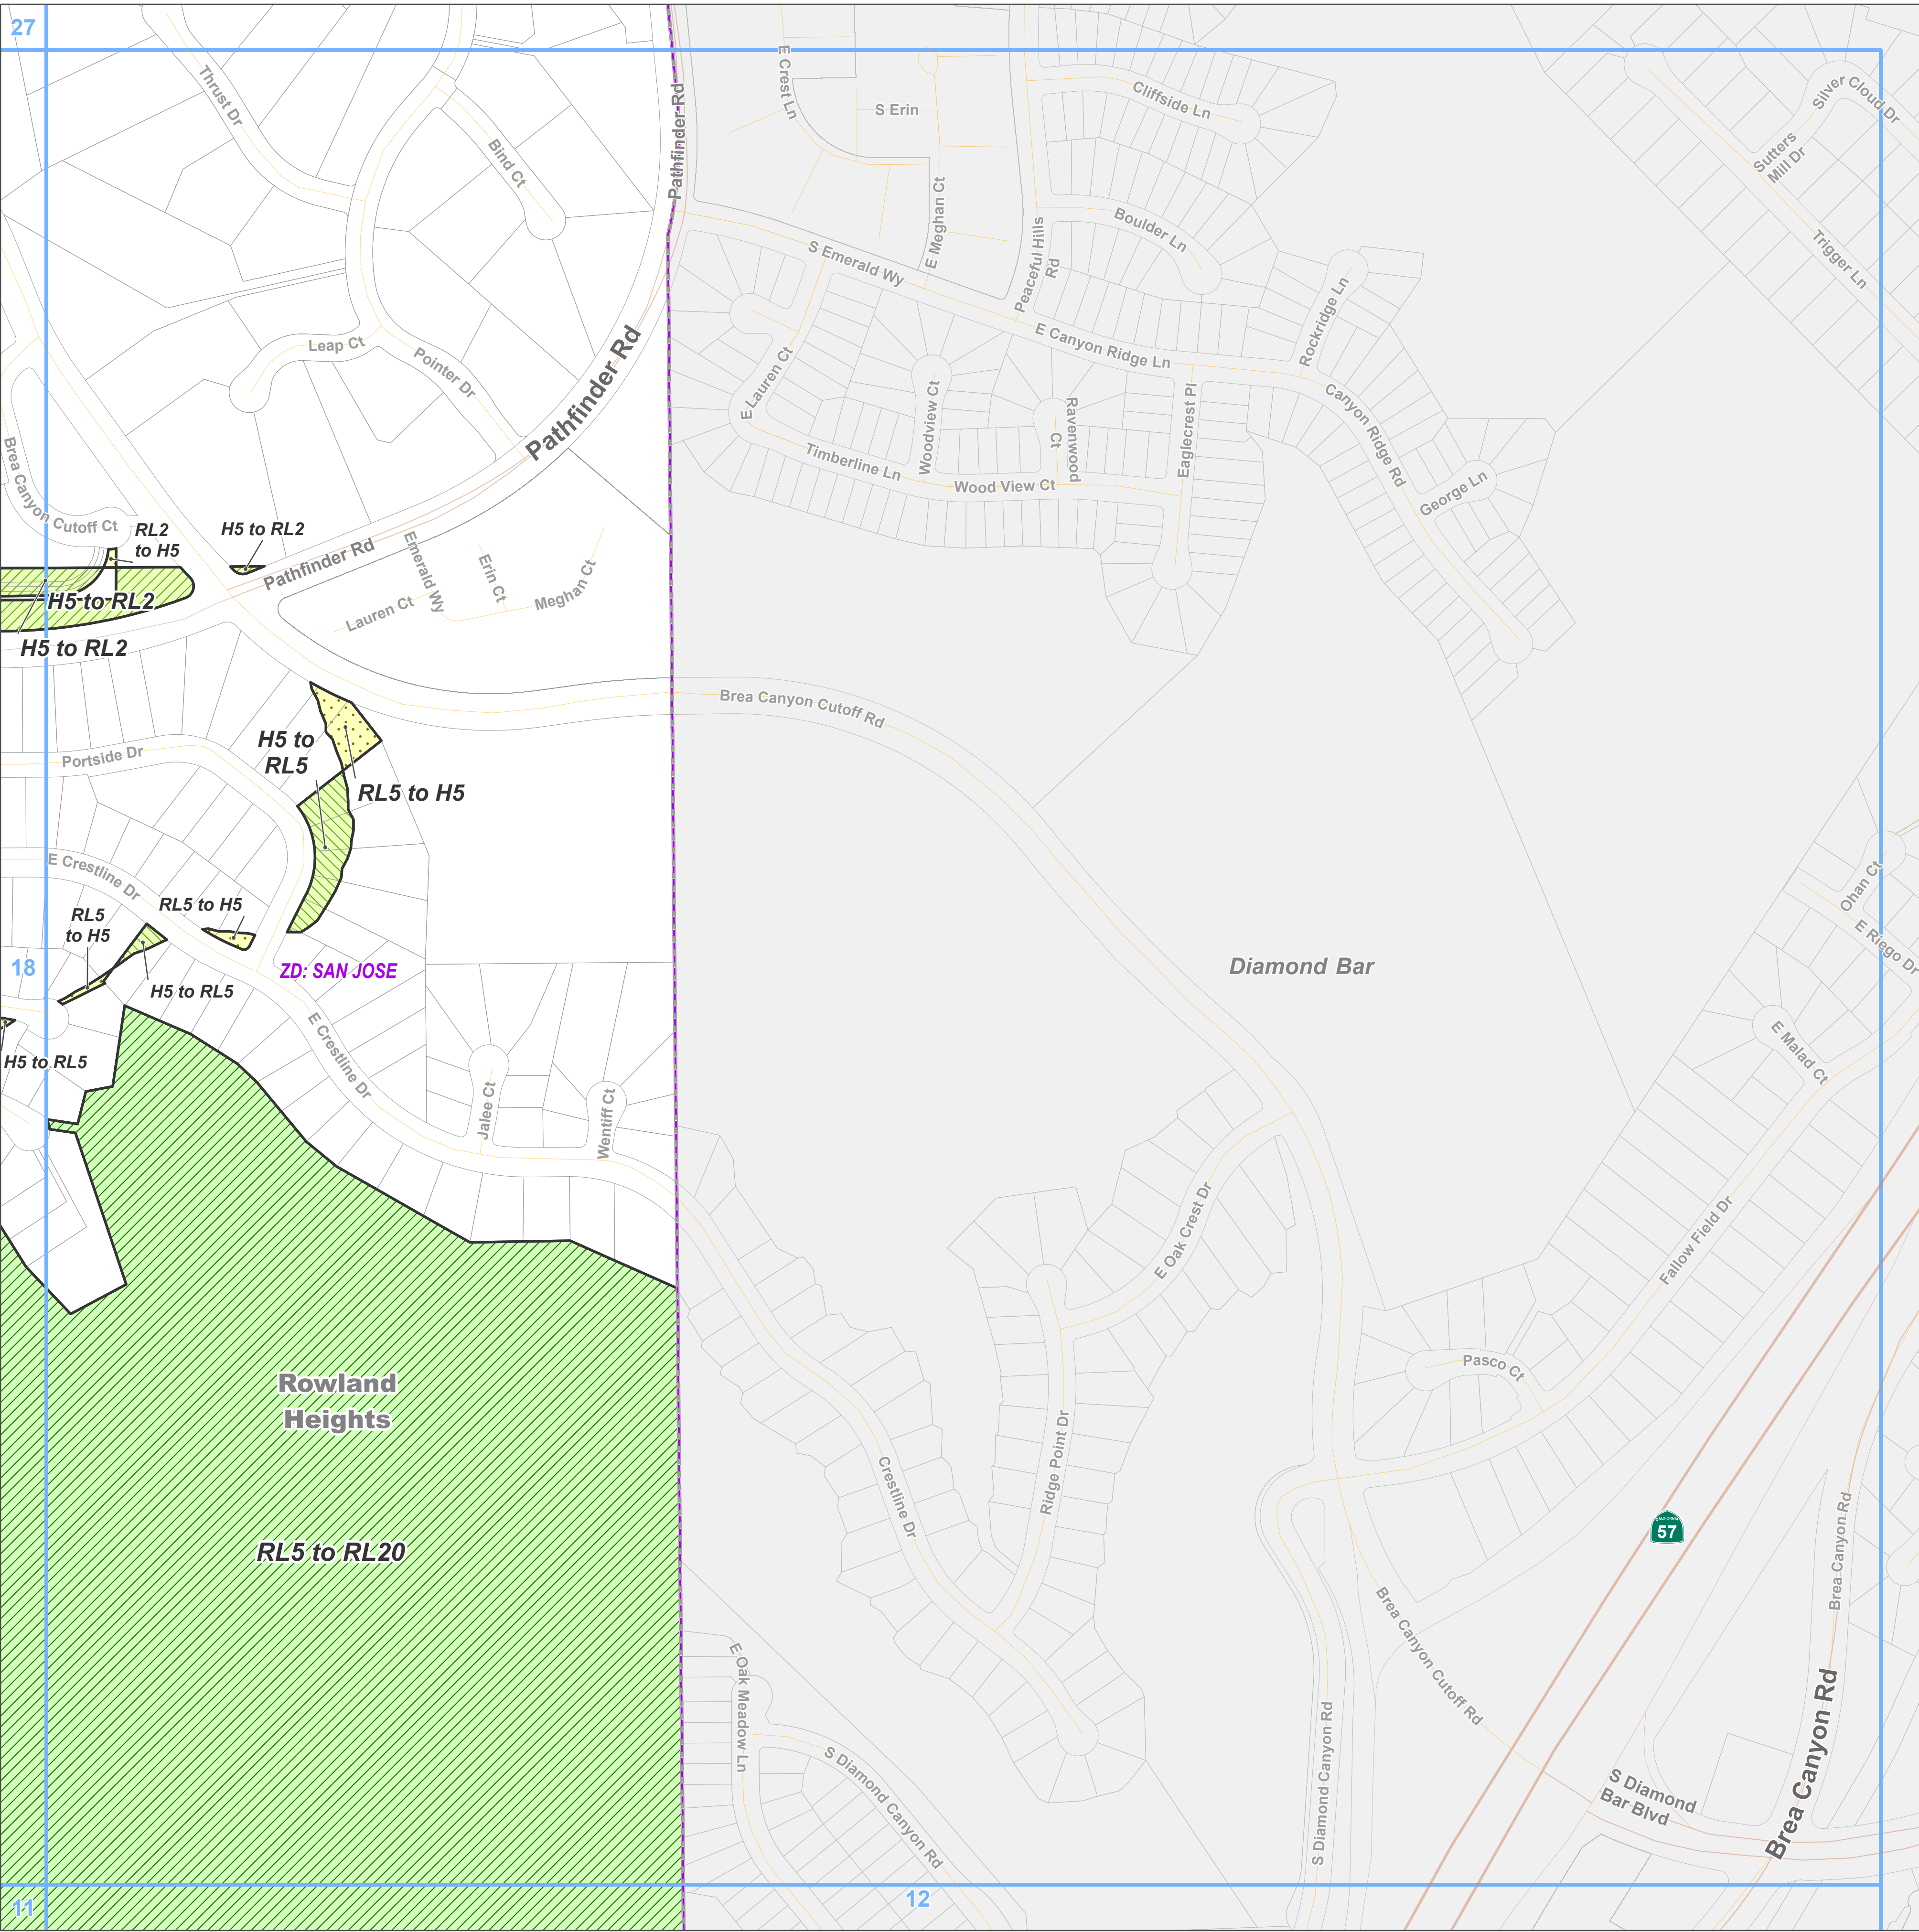 27
Thrust Dr
Bind Ct
Pathfinder Rd
E Crest Ln
S Erin
E Meghan Ct
Cliffside Ln
Boulder Ln
Peaceful Hills
Rd
Silver Cloud Dr
Sutters
Mill Dr
Trigger Ln
S Emerald Wy
E Canyon Ridge Ln
Rockridge Ln
Leap Ct
Pointer Dr
Pathfinder Rd
E Lauren Ct
Woodview Ct
Ravenwood
Ct
Eaglecrest Pl
Canyon Ridge Rd
George Ln
Timberline Ln
Wood View Ct
Brea Canyon Cutoff Ct
RL2
to H5
H5 to RL2
Pathfinder Rd
Emerald Wy
Erin Ct
Meghan Ct
Lauren Ct
H5 to RL2
H5 to RL2
Brea Canyon Cutoff Rd
Portside Dr
H5 to
RL5
RL5 to H5
E Crestline Dr
RL5 to H5
RL5
to H5
18
ZD: SAN JOSE
H5 to RL5
Diamond Bar
Ohan Ct
E Riego Dr
E Malad Ct
H5 to RL5
E Crestline Dr
Jalee Ct
Wentiff Ct
E Oak Crest Dr
Fallow Field Dr
Rowland
Heights
Pasco Ct
Crestline Dr
Ridge Point Dr
RL5 to RL20
CALIFORNIA
57
Brea Canyon Rd
Brea Canyon Cutoff Rd
E Oak Meadow Ln
S Diamond Canyon Rd
S Diamond Canyon Rd
S Diamond
Bar Blvd
Brea Canyon Rd
11
12